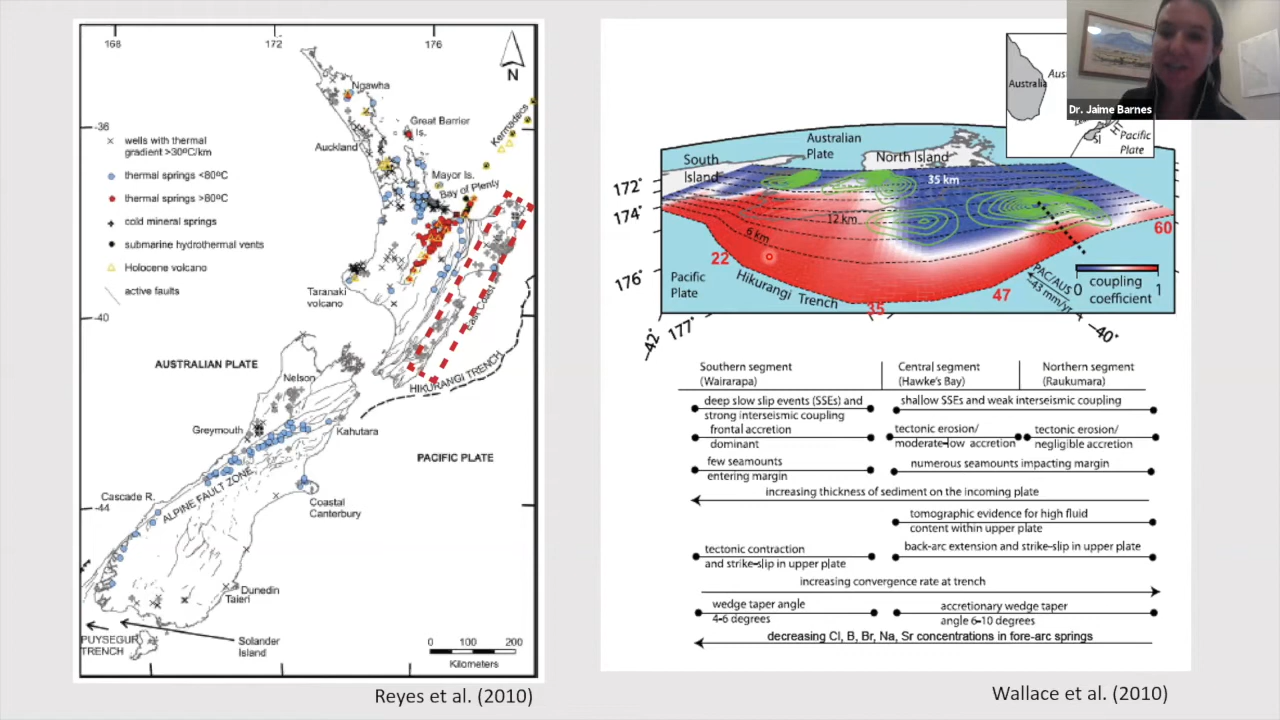 168
172
176
N
Ngawha
Great Barrier
Is.
Kermadecs
-36
wells with thermal
gradient >30ºC/km
Auckland
thermal springs <80ºC
Mayor Is.
Bay of Plenty
thermal springs >80ºC
cold mineral springs
submarine hydrothermal vents
Holocene volcano
active faults
Taranaki
volcano
East Coast
-40
AUSTRALIAN PLATE
HIKURANGI TRENCH
Nelson
Greymouth
Kahutara
PACIFIC PLATE
Cascade R.
ALPINE FAULT ZONE
-44
Coastal
Canterbury
Dunedin
Taieri
PUYSEGUR
TRENCH
Solander
Island
0 100 200
Kilometers
Reyes et al. (2010)
Dr. Jaime Barnes
Australia
Aus
HT
SI
Pacific
Plate
Australian
Plate
South
Island
North Island
172°
35 km
174°
12 km
6 km
60
22
176°
Pacific
Plate
Hikurangi Trench
35
47
PAC/AUS
~43 mm/yr
0 coupling 1
coefficient
-42°
177°
-40°
Southern segment
(Wairarapa)
Central segment
(Hawke's Bay)
Northern segment
(Raukumara)
deep slow slip events (SSEs) and
strong interseismic coupling
shallow SSEs and weak interseismic coupling
frontal accretion
dominant
tectonic erosion/
moderate-low accretion
tectonic erosion/
negligible accretion
few seamounts
entering margin
numerous seamounts impacting margin
increasing thickness of sediment on the incoming plate
tomographic evidence for high fluid
content within upper plate
tectonic contraction
and strike-slip in upper plate
back-arc extension and strike-slip in upper plate
increasing convergence rate at trench
wedge taper angle
4-6 degrees
accretionary wedge taper
angle 6-10 degrees
decreasing Cl, B, Br, Na, Sr concentrations in fore-arc springs
Wallace et al. (2010)